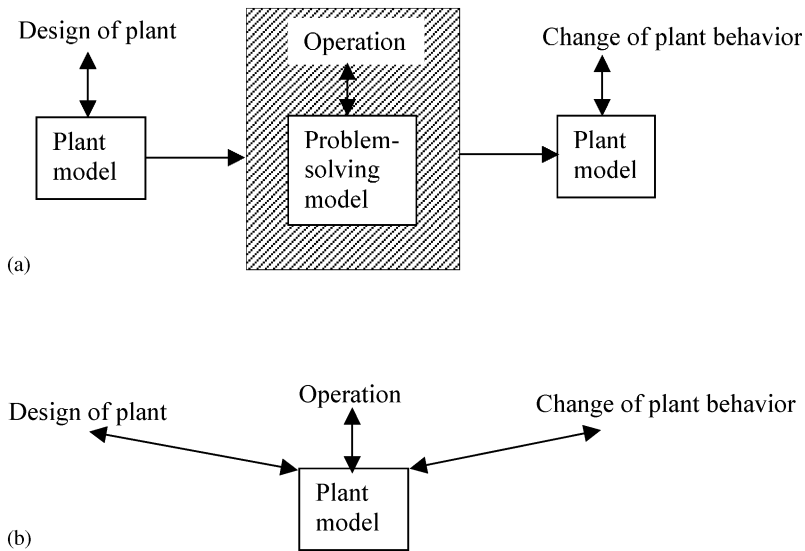 Design of plant
Operation
Change of plant behavior
Plant
model
Problem-
solving
model
Plant
model
(a)
Design of plant
Operation
Change of plant behavior
Plant
model
(b)